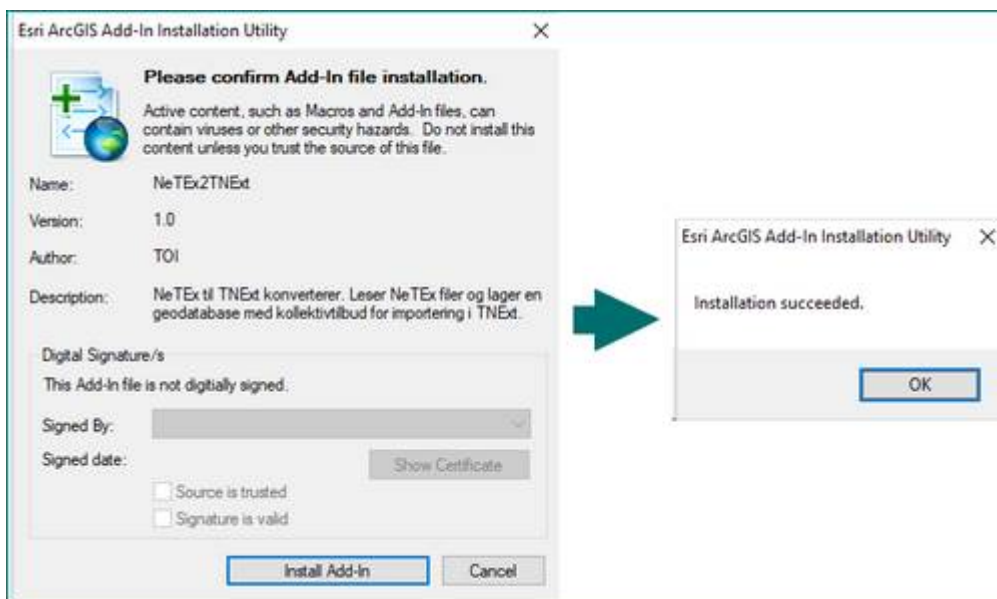 Esri ArcGIS Add-In Installation Utility
Please confirm Add-In file installation.
Active content, such as Macros and Add-In files, can
contain viruses or other security hazards. Do not install this
content unless you trust the source of this file.
Name: NeTEx2TNExt
Version: 1.0
Author: TOI
Description: NeTEx til TNExt konverterer. Leser NeTEx filer og lager en
geodatabase med kollektivtilbud for importering i TNExt.
Digital Signature/s
This Add-In file is not digitially signed.
Signed By:
Signed date:
Show Certificate
Source is trusted
Signature is valid
Install Add-In
Cancel
Esri ArcGIS Add-In Installation Utility
Installation succeeded.
OK